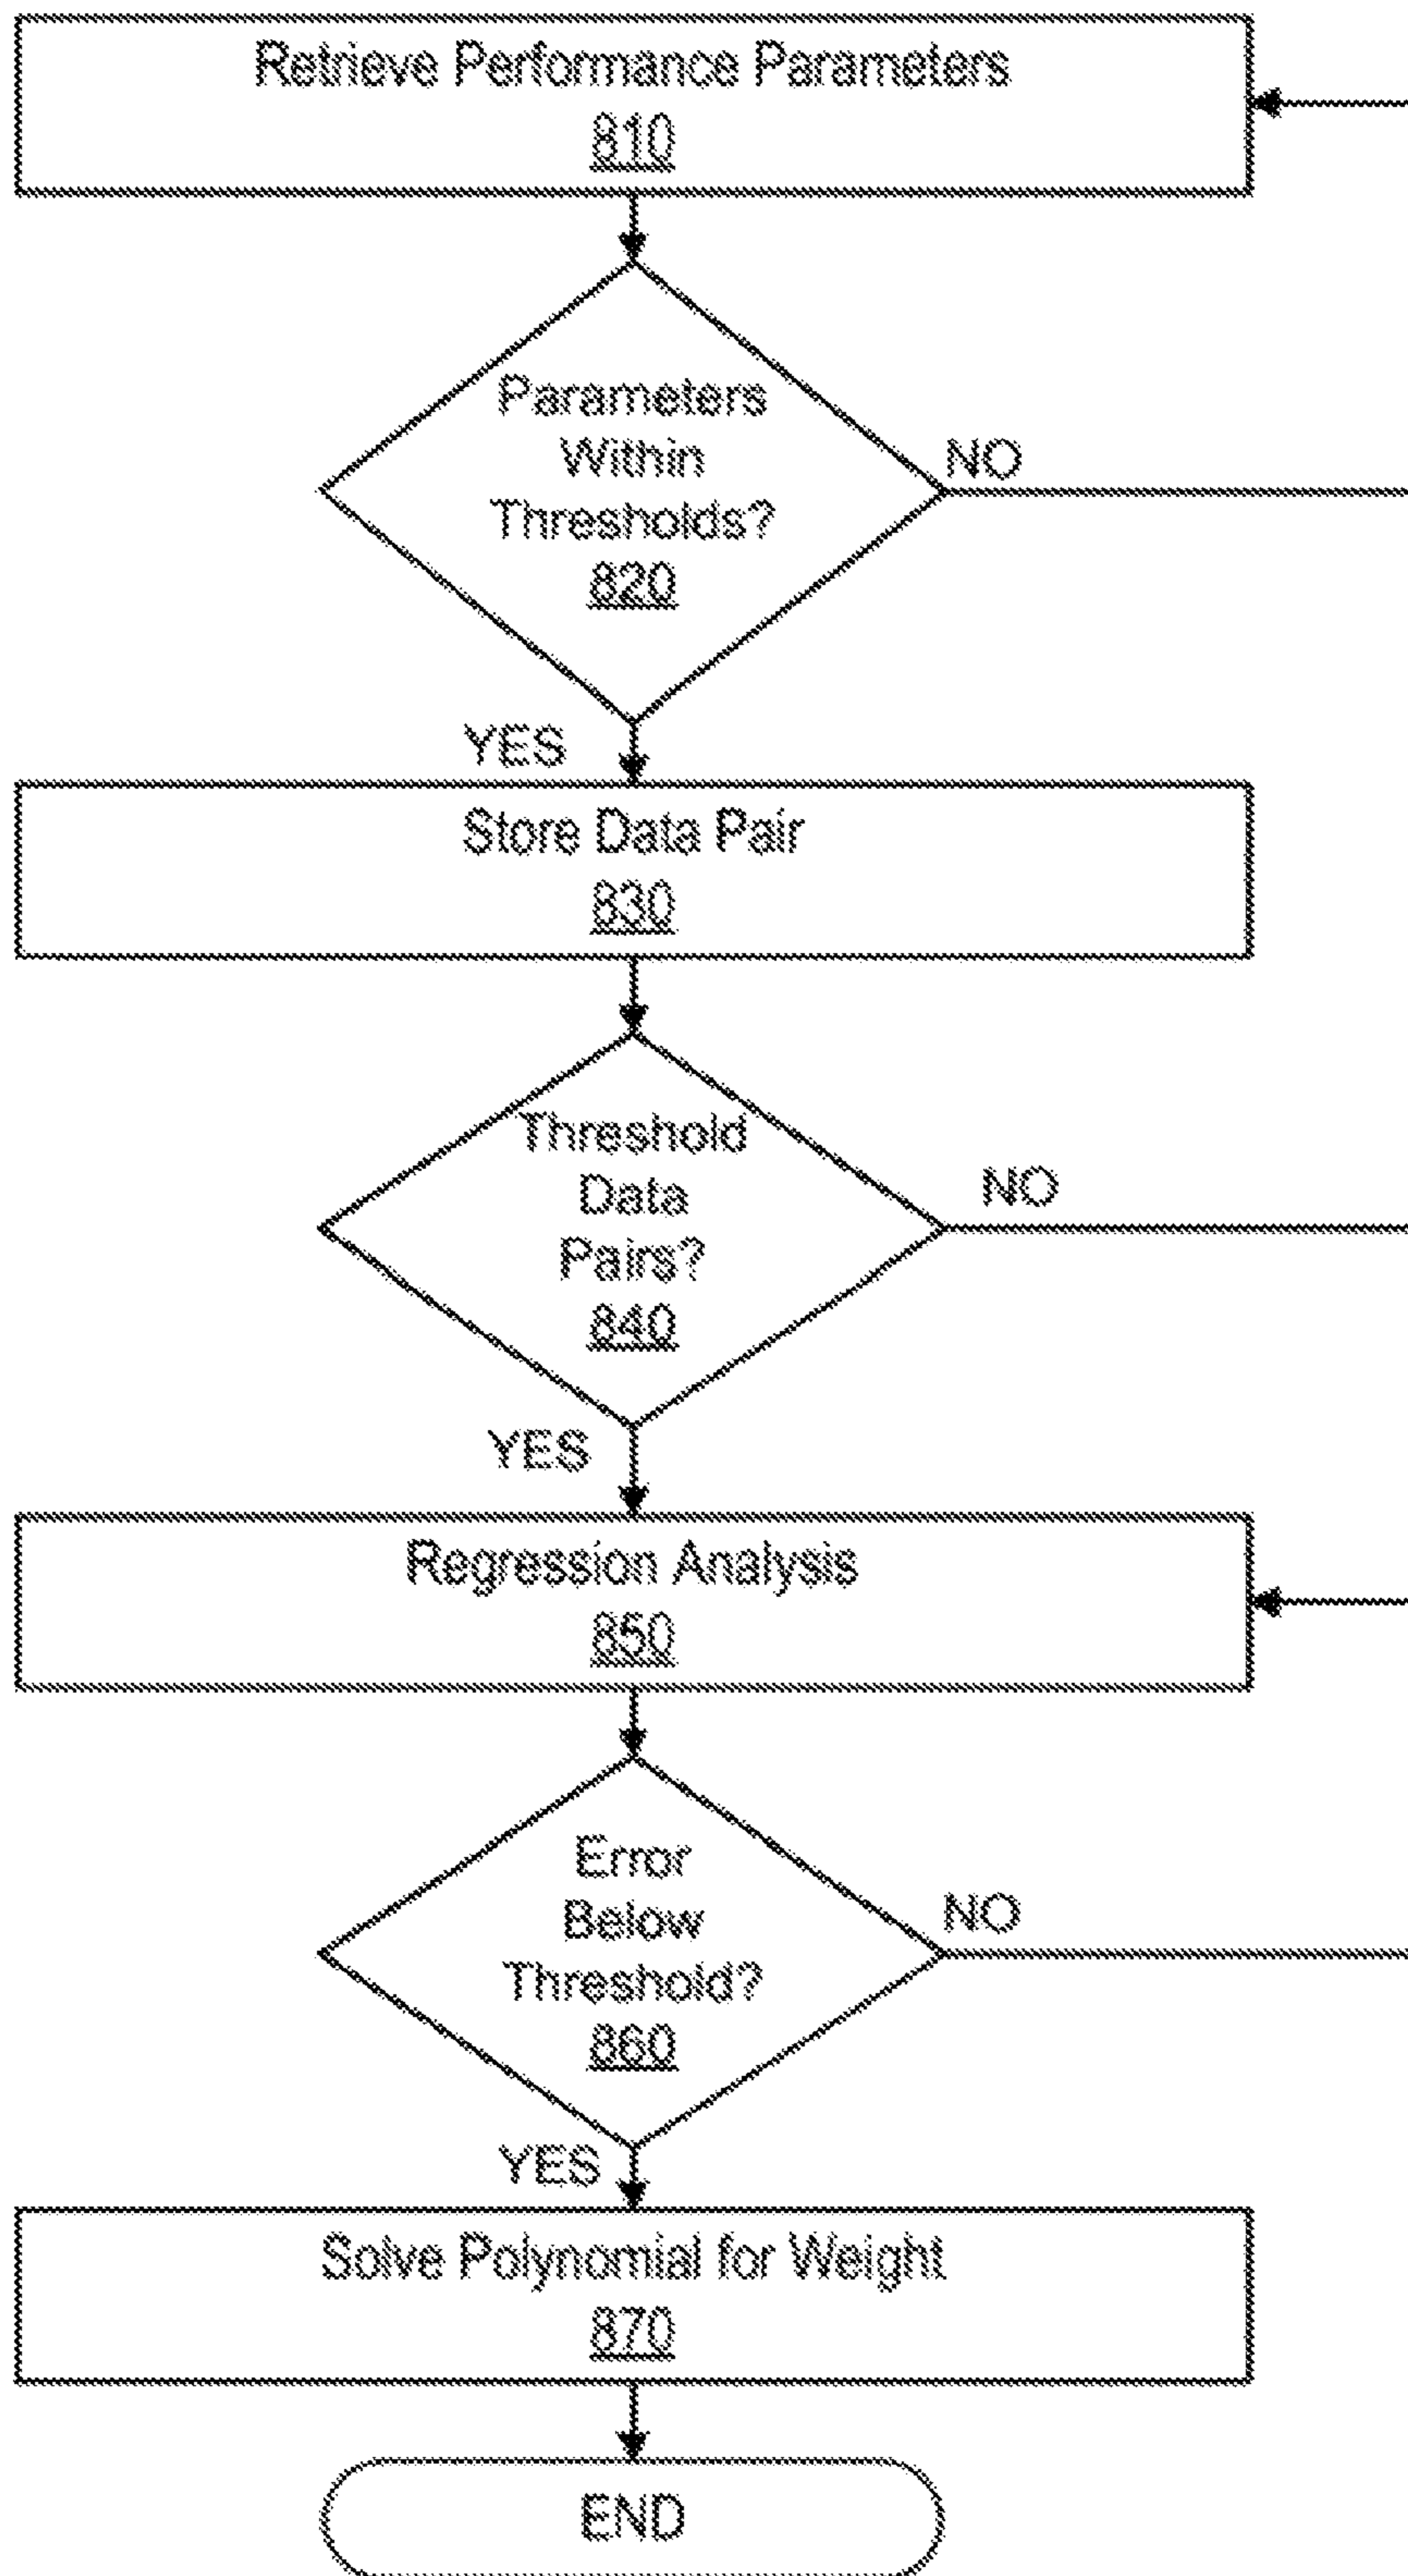 Retrieve Performance Parameters
810
Parameters
Within
Thresholds?
820
NO
YES
Store Data Pair
830
Threshold
Data
Pairs?
840
NO
YES
Regression Analysis
850
Error
Below
Threshold?
860
NO
YES
Solve Polynomial for Weight
870
END